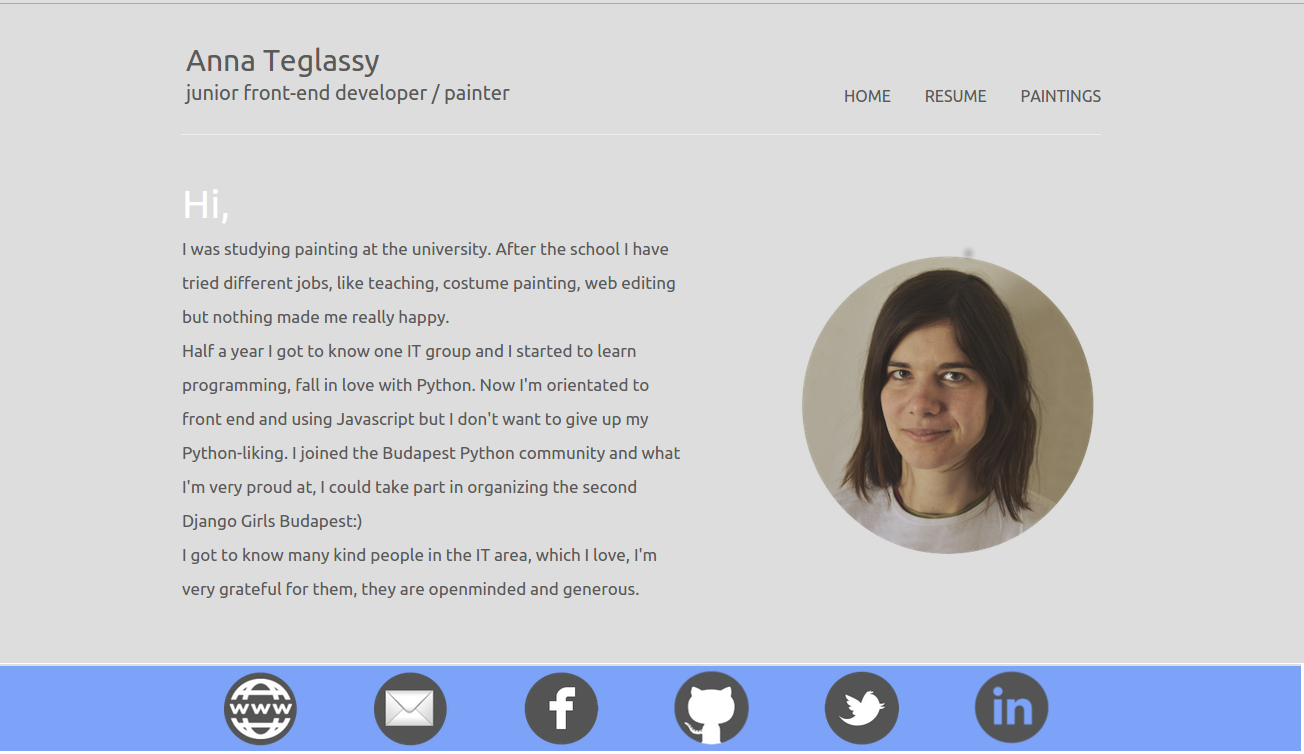 Anna Teglassy
junior front-end developer / painter
HOME RESUME PAINTINGS
Hi,
I was studying painting at the university. After the school I have
tried different jobs, like teaching, costume painting, web editing
but nothing made me really happy.
Half a year I got to know one IT group and I started to learn
programming, fall in love with Python. Now I'm orientated to
front end and using Javascript but I don't want to give up my
Python-liking. I joined the Budapest Python community and what
I'm very proud at, I could take part in organizing the second
Django Girls Budapest:)
I got to know many kind people in the IT area, which I love, I'm
very grateful for them, they are openminded and generous.
WWW
f
in